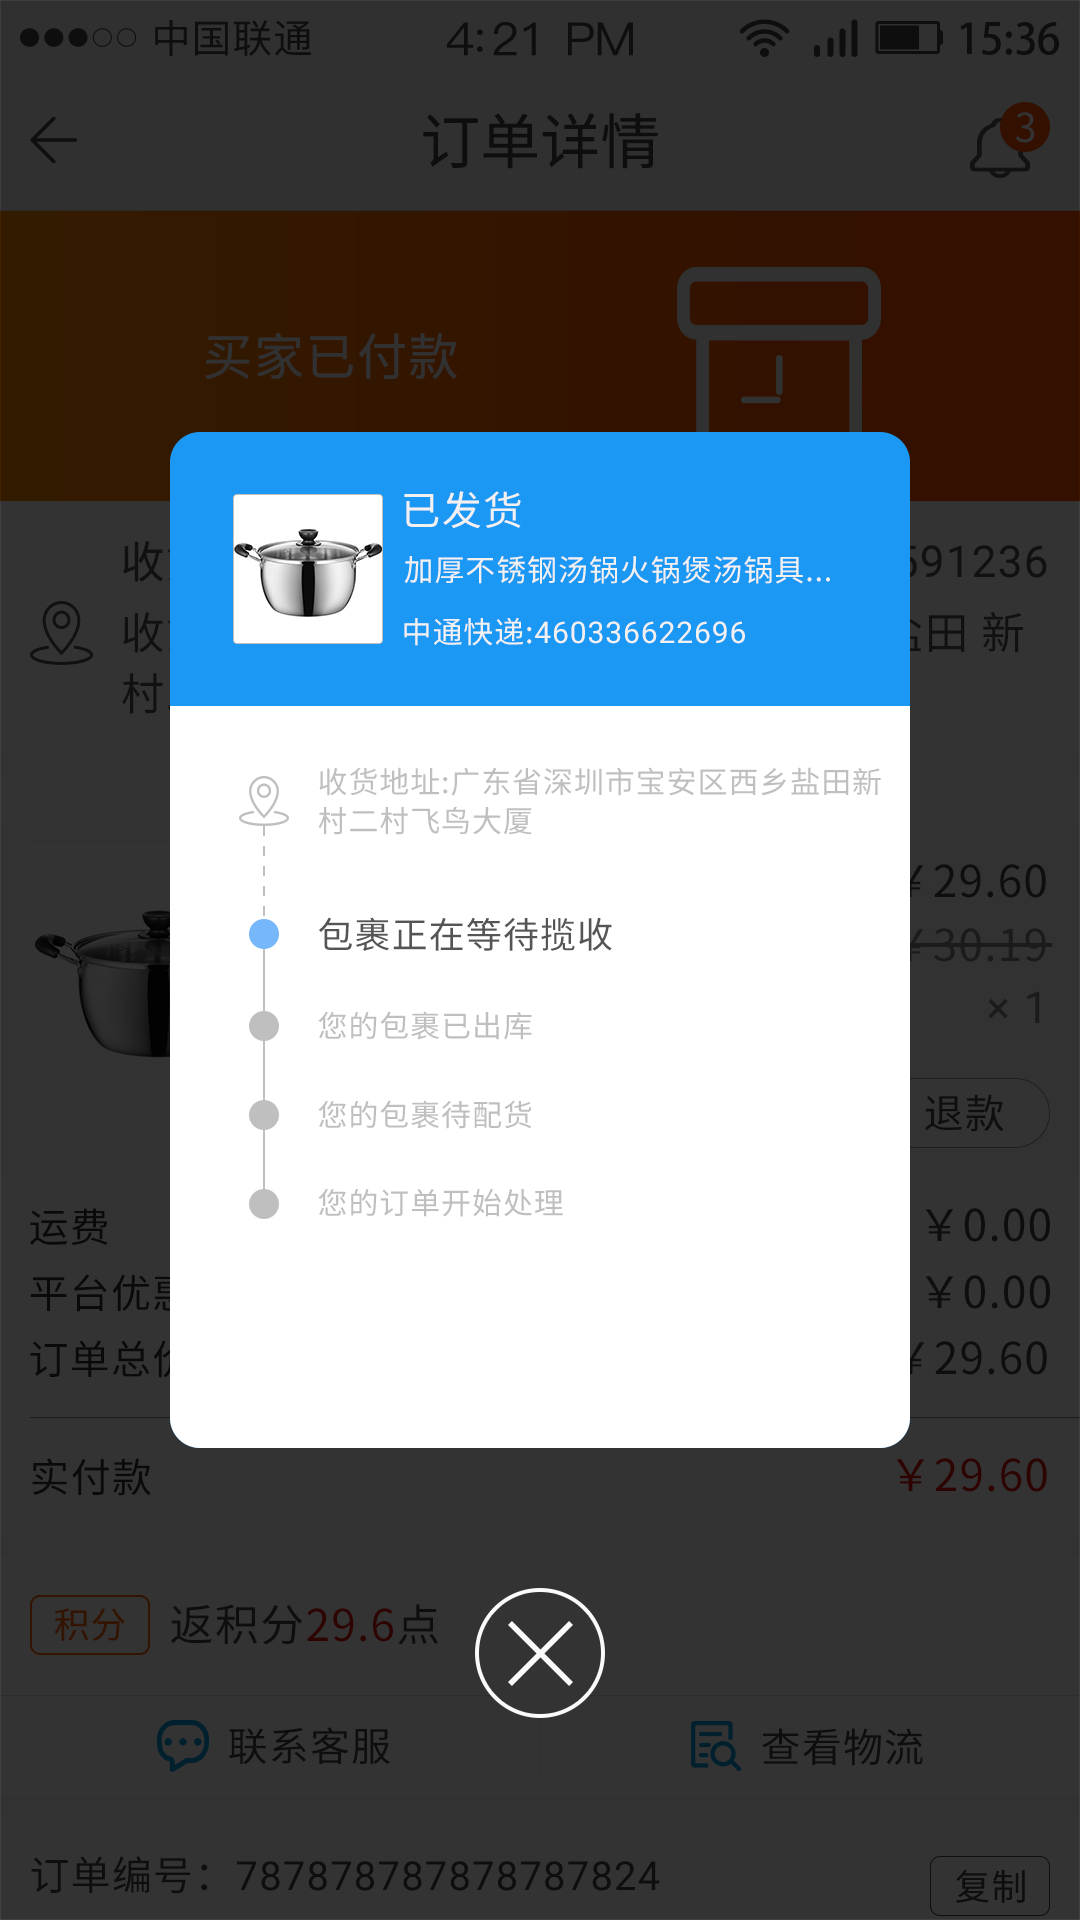 中国联通 4:21 PM 15:36
订单详情 3
买家已付款
已发货
加厚不锈钢汤锅火锅煲汤锅具...
中通快递:460336622696
收 591236
收 盐田 新
村
收货地址:广东省深圳市宝安区西乡盐田新
村二村飞鸟大厦
¥29.60
包裹正在等待揽收
¥30.19
× 1
您的包裹已出库
您的包裹待配货
退款
您的订单开始处理
运费 ¥0.00
平台优惠 ¥0.00
订单总价 ¥29.60
实付款 ¥29.60
积分 返积分29.6点
联系客服 查看物流
订单编号：787878787878787824 复制